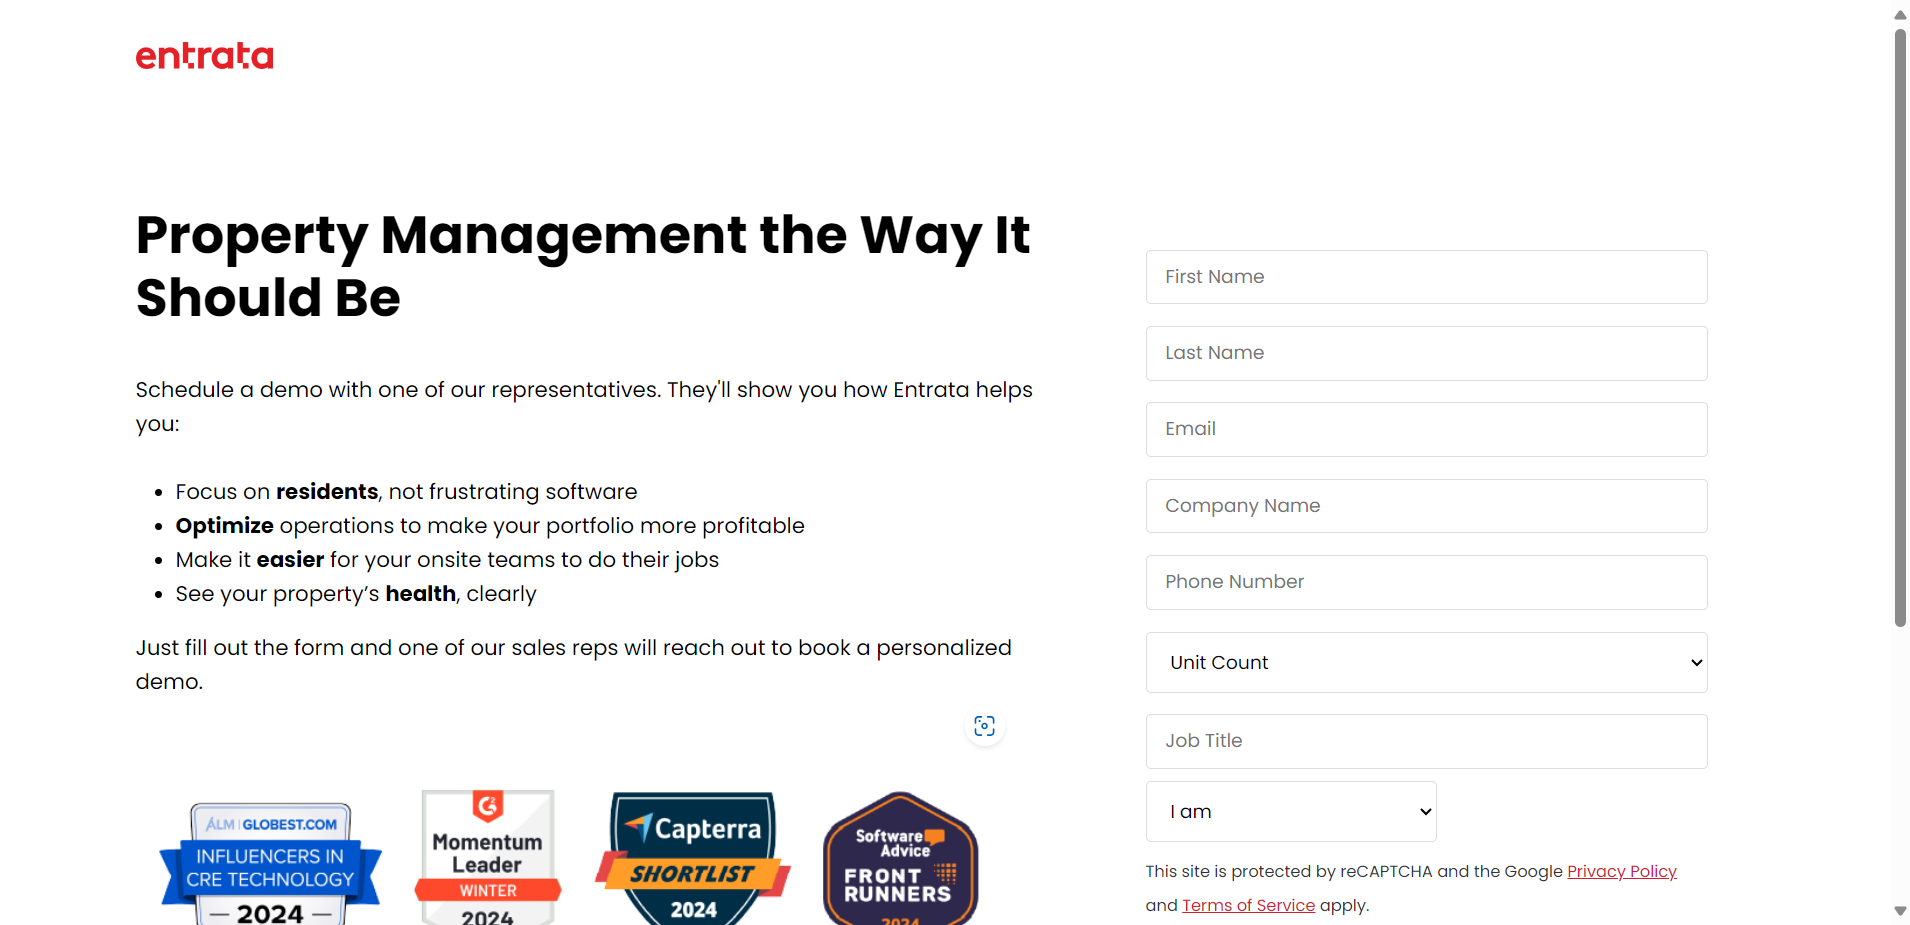 entrata
Property Management the Way It
Should Be
Schedule a demo with one of our representatives. They'll show you how Entrata helps
you:
Focus on residents, not frustrating software
Optimize operations to make your portfolio more profitable
Make it easier for your onsite teams to do their jobs
See your property’s health, clearly
Just fill out the form and one of our sales reps will reach out to book a personalized
demo.
ALM | GLOBEST.COM
INFLUENCERS IN
CRE TECHNOLOGY
— 2024 —
G2
Momentum
Leader
WINTER
2024
Capterra
SHORTLIST
2024
Software
Advice
FRONT
RUNNERS
2024
First Name
Last Name
Email
Company Name
Phone Number
Unit Count
Job Title
I am
This site is protected by reCAPTCHA and the Google Privacy Policy
and Terms of Service apply.